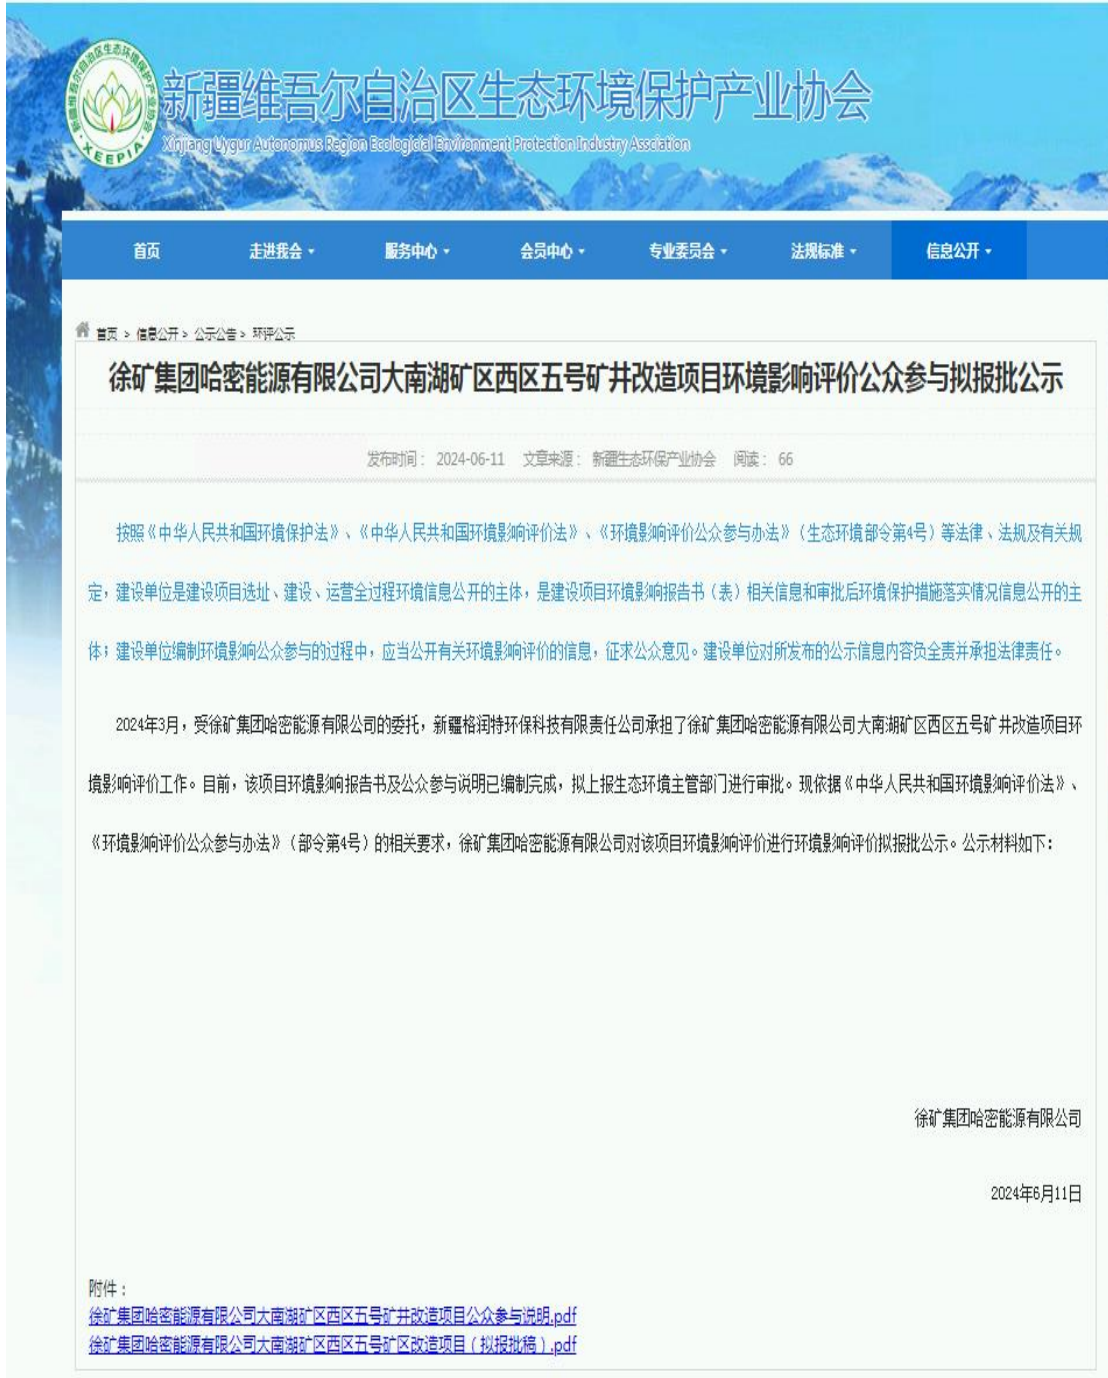 新疆维吾尔自治区生态环境保护产业协会
XEEPIA
新疆维吾尔自治区生态环境保护产业协会
Xinjiang Uygur Autonomous Region Ecologicial Environment Protection Industry Assciation
首页 走进我会 服务中心 会员中心 专业委员会 法规标准 信息公开
首页 > 信息公开 > 公示公告 > 环评公示
徐矿集团哈密能源有限公司大南湖矿区西区五号矿井改造项目环境影响评价公众参与拟报批公示
发布时间： 2024-06-11 文章来源： 新疆生态环保产业协会 阅读： 66
按照《中华人民共和国环境保护法》、《中华人民共和国环境影响评价法》、《环境影响评价公众参与办法》（生态环境部令第4号）等法律、法规及有关规
定，建设单位是建设项目选址、建设、运营全过程环境信息公开的主体，是建设项目环境影响报告书（表）相关信息和审批后环境保护措施落实情况信息公开的主
体；建设单位编制环境影响公众参与的过程中，应当公开有关环境影响评价的信息，征求公众意见。建设单位对所发布的公示信息内容负全责并承担法律责任。
2024年3月，受徐矿集团哈密能源有限公司的委托，新疆格润特环保科技有限责任公司承担了徐矿集团哈密能源有限公司大南湖矿区西区五号矿井改造项目环
境影响评价工作。目前，该项目环境影响报告书及公众参与说明已编制完成，拟上报生态环境主管部门进行审批。现依据《中华人民共和国环境影响评价法》、
《环境影响评价公众参与办法》（部令第4号）的相关要求，徐矿集团哈密能源有限公司对该项目环境影响评价进行环境影响评价拟报批公示。公示材料如下：
徐矿集团哈密能源有限公司
2024年6月11日
附件：
徐矿集团哈密能源有限公司大南湖矿区西区五号矿井改造项目公众参与说明.pdf
徐矿集团哈密能源有限公司大南湖矿区西区五号矿区改造项目（拟报批稿）.pdf